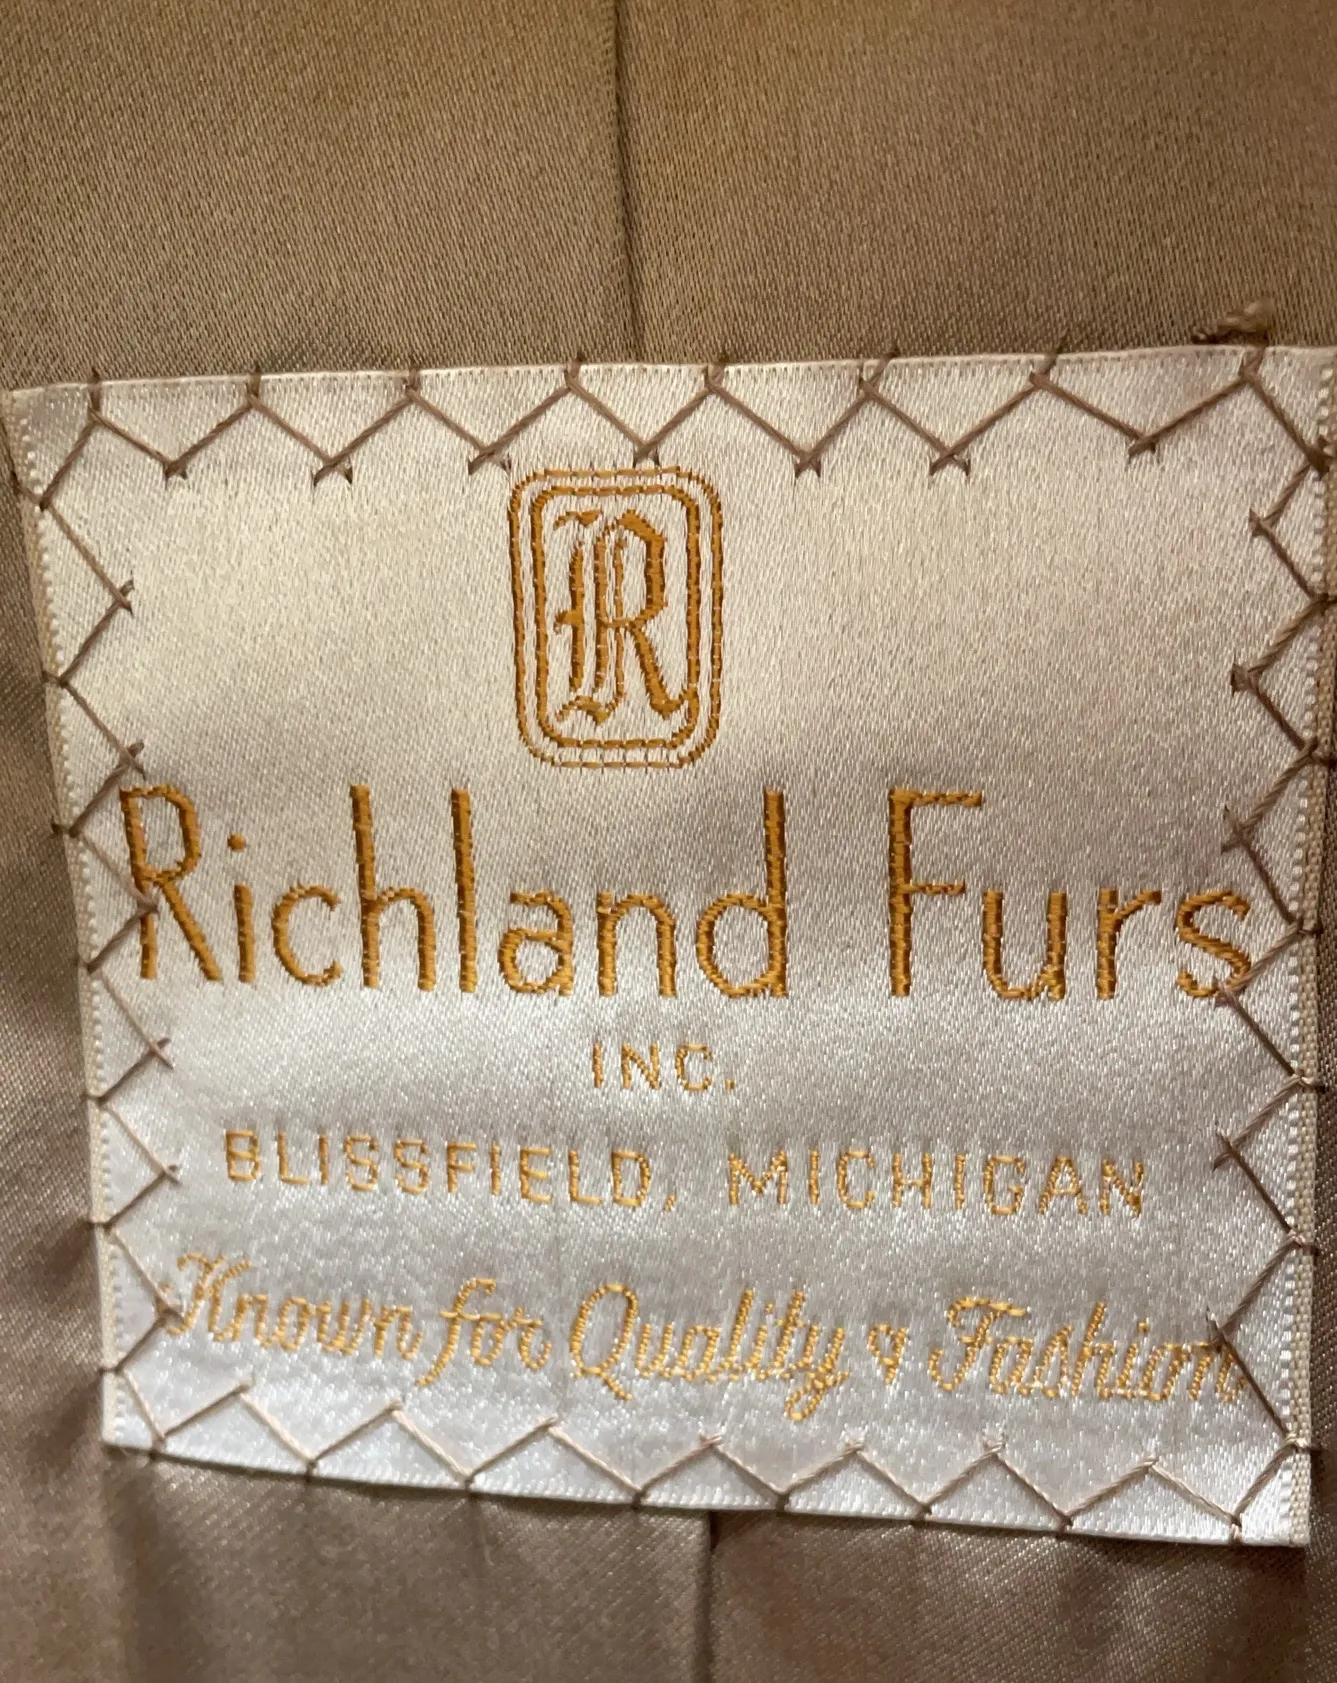 R
Richland Furs
INC.
BLISSFIELD, MICHIGAN
Known for Quality & Fashion